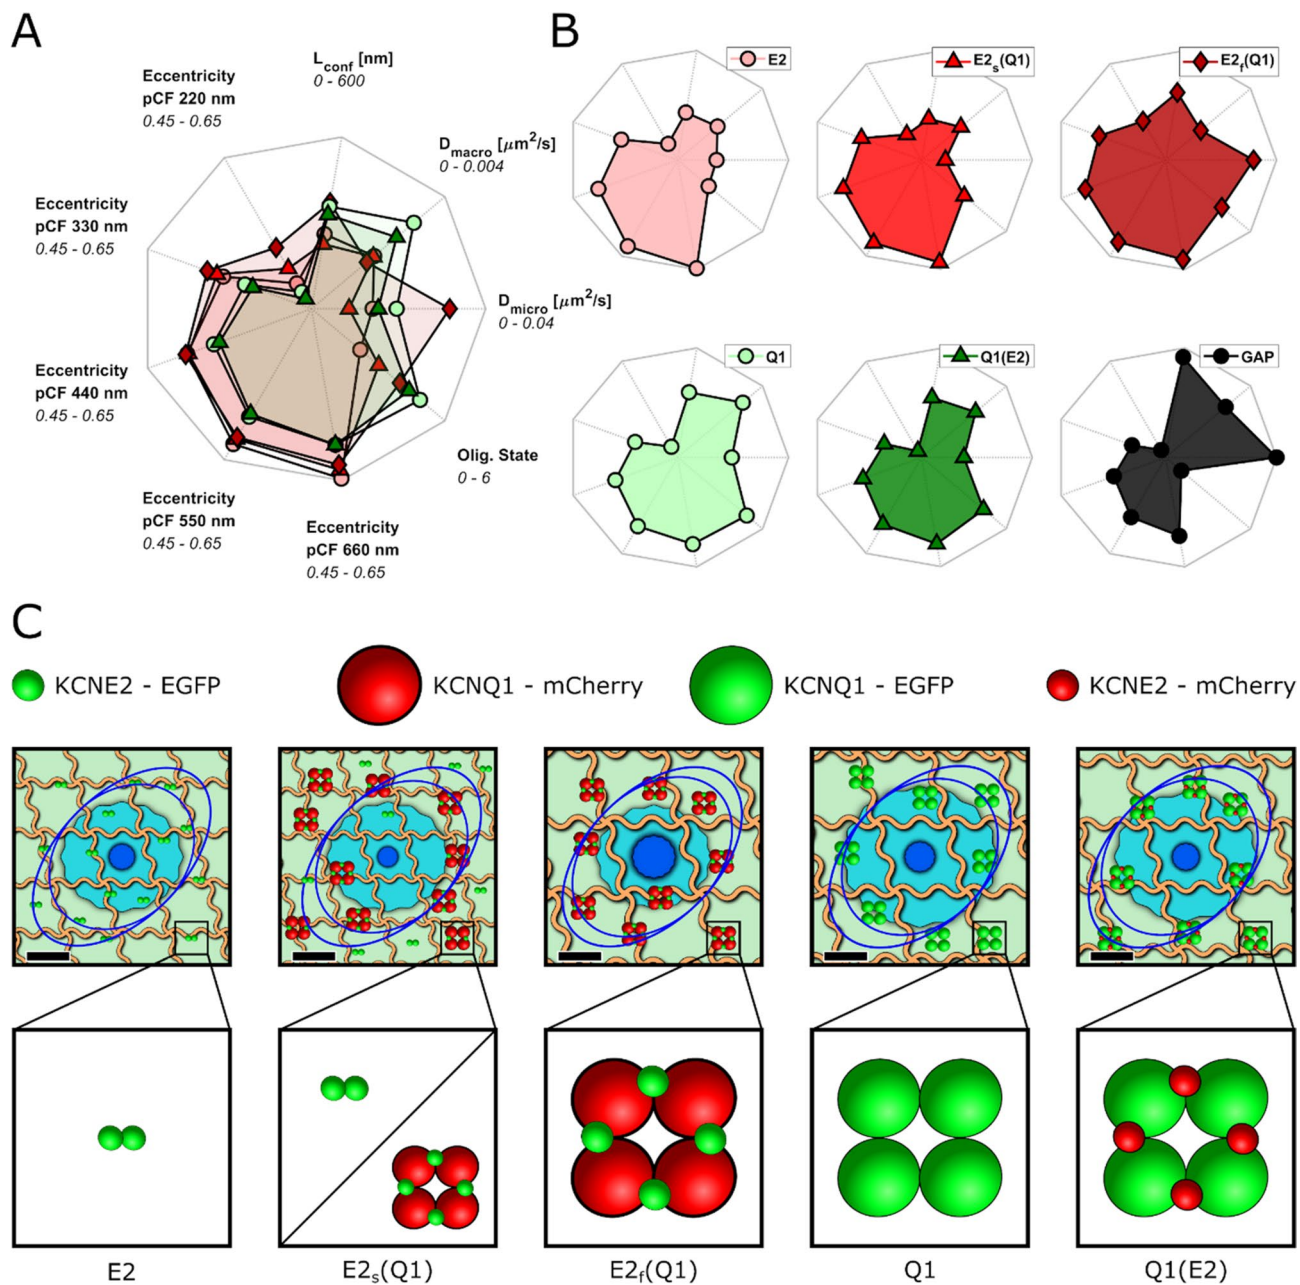 A
L_conf [nm]
0 - 600
Eccentricity
pCF 220 nm
0.45 - 0.65
D_macro [μm²/s]
0 - 0.004
Eccentricity
pCF 330 nm
0.45 - 0.65
D_micro [μm²/s]
0 - 0.04
Eccentricity
pCF 440 nm
0.45 - 0.65
Olig. State
0 - 6
Eccentricity
pCF 550 nm
0.45 - 0.65
Eccentricity
pCF 660 nm
0.45 - 0.65
B
E2
E2_s(Q1)
E2_f(Q1)
Q1
Q1(E2)
GAP
C
KCNE2 - EGFP
KCNQ1 - mCherry
KCNQ1 - EGFP
KCNE2 - mCherry
E2
E2_s(Q1)
E2_f(Q1)
Q1
Q1(E2)